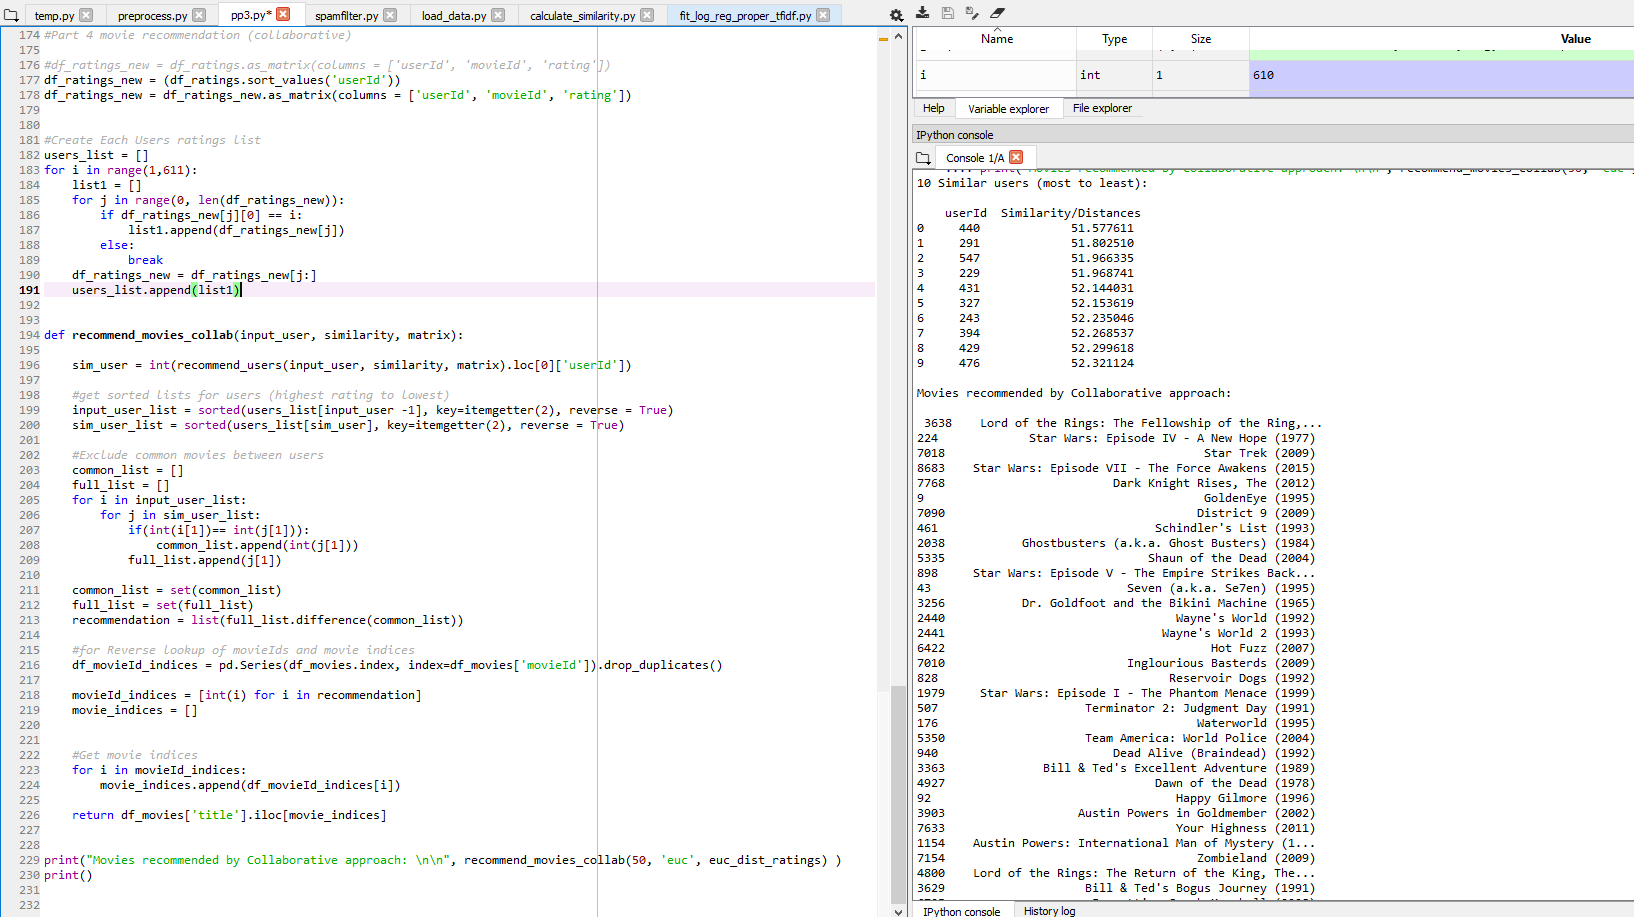 temp.py
preprocess.py
pp3.py*
spamfilter.py
load_data.py
calculate_similarity.py
fit_log_reg_proper_tfidf.py
174 #Part 4 movie recommendation (collaborative)
175
176 #df_ratings_new = df_ratings.as_matrix(columns = ['userId', 'movieId', 'rating'])
177 df_ratings_new = (df_ratings.sort_values('userId'))
178 df_ratings_new = df_ratings_new.as_matrix(columns = ['userId', 'movieId', 'rating'])
179
180
181 #Create Each Users ratings list
182 users_list = []
183 for i in range(1,611):
184     list1 = []
185     for j in range(0, len(df_ratings_new)):
186         if df_ratings_new[j][0] == i:
187             list1.append(df_ratings_new[j])
188         else:
189             break
190     df_ratings_new = df_ratings_new[j:]
191     users_list.append(list1)
192
193
194 def recommend_movies_collab(input_user, similarity, matrix):
195
196     sim_user = int(recommend_users(input_user, similarity, matrix).loc[0]['userId'])
197
198     #get sorted lists for users (highest rating to lowest)
199     input_user_list = sorted(users_list[input_user -1], key=itemgetter(2), reverse = True)
200     sim_user_list = sorted(users_list[sim_user], key=itemgetter(2), reverse = True)
201
202     #Exclude common movies between users
203     common_list = []
204     full_list = []
205     for i in input_user_list:
206         for j in sim_user_list:
207             if(int(i[1])== int(j[1])):
208                 common_list.append(int(j[1]))
209             full_list.append(j[1])
210
211     common_list = set(common_list)
212     full_list = set(full_list)
213     recommendation = list(full_list.difference(common_list))
214
215     #for Reverse lookup of movieIds and movie indices
216     df_movieId_indices = pd.Series(df_movies.index, index=df_movies['movieId']).drop_duplicates()
217
218     movieId_indices = [int(i) for i in recommendation]
219     movie_indices = []
220
221
222     #Get movie indices
223     for i in movieId_indices:
224         movie_indices.append(df_movieId_indices[i])
225
226     return df_movies['title'].iloc[movie_indices]
227
228
229 print("Movies recommended by Collaborative approach: \n\n", recommend_movies_collab(50, 'euc', euc_dist_ratings) )
230 print()
231
232
Name Type Size Value
i int 1 610
Help Variable explorer File explorer
IPython console
Console 1/A
10 Similar users (most to least):
userId Similarity/Distances
0 440 51.577611
1 291 51.802510
2 547 51.966335
3 229 51.968741
4 431 52.144031
5 327 52.153619
6 243 52.235046
7 394 52.268537
8 429 52.299618
9 476 52.321124
Movies recommended by Collaborative approach:
3638 Lord of the Rings: The Fellowship of the Ring,...
224 Star Wars: Episode IV - A New Hope (1977)
7018 Star Trek (2009)
8683 Star Wars: Episode VII - The Force Awakens (2015)
7768 Dark Knight Rises, The (2012)
9 GoldenEye (1995)
7090 District 9 (2009)
461 Schindler's List (1993)
2038 Ghostbusters (a.k.a. Ghost Busters) (1984)
5335 Shaun of the Dead (2004)
898 Star Wars: Episode V - The Empire Strikes Back...
43 Seven (a.k.a. Se7en) (1995)
3256 Dr. Goldfoot and the Bikini Machine (1965)
2440 Wayne's World (1992)
2441 Wayne's World 2 (1993)
6422 Hot Fuzz (2007)
7010 Inglourious Basterds (2009)
828 Reservoir Dogs (1992)
1979 Star Wars: Episode I - The Phantom Menace (1999)
507 Terminator 2: Judgment Day (1991)
176 Waterworld (1995)
5350 Team America: World Police (2004)
940 Dead Alive (Braindead) (1992)
3363 Bill & Ted's Excellent Adventure (1989)
4927 Dawn of the Dead (1978)
92 Happy Gilmore (1996)
3903 Austin Powers in Goldmember (2002)
7633 Your Highness (2011)
1154 Austin Powers: International Man of Mystery (1...
7154 Zombieland (2009)
4800 Lord of the Rings: The Return of the King, The...
3629 Bill & Ted's Bogus Journey (1991)
IPython console History log